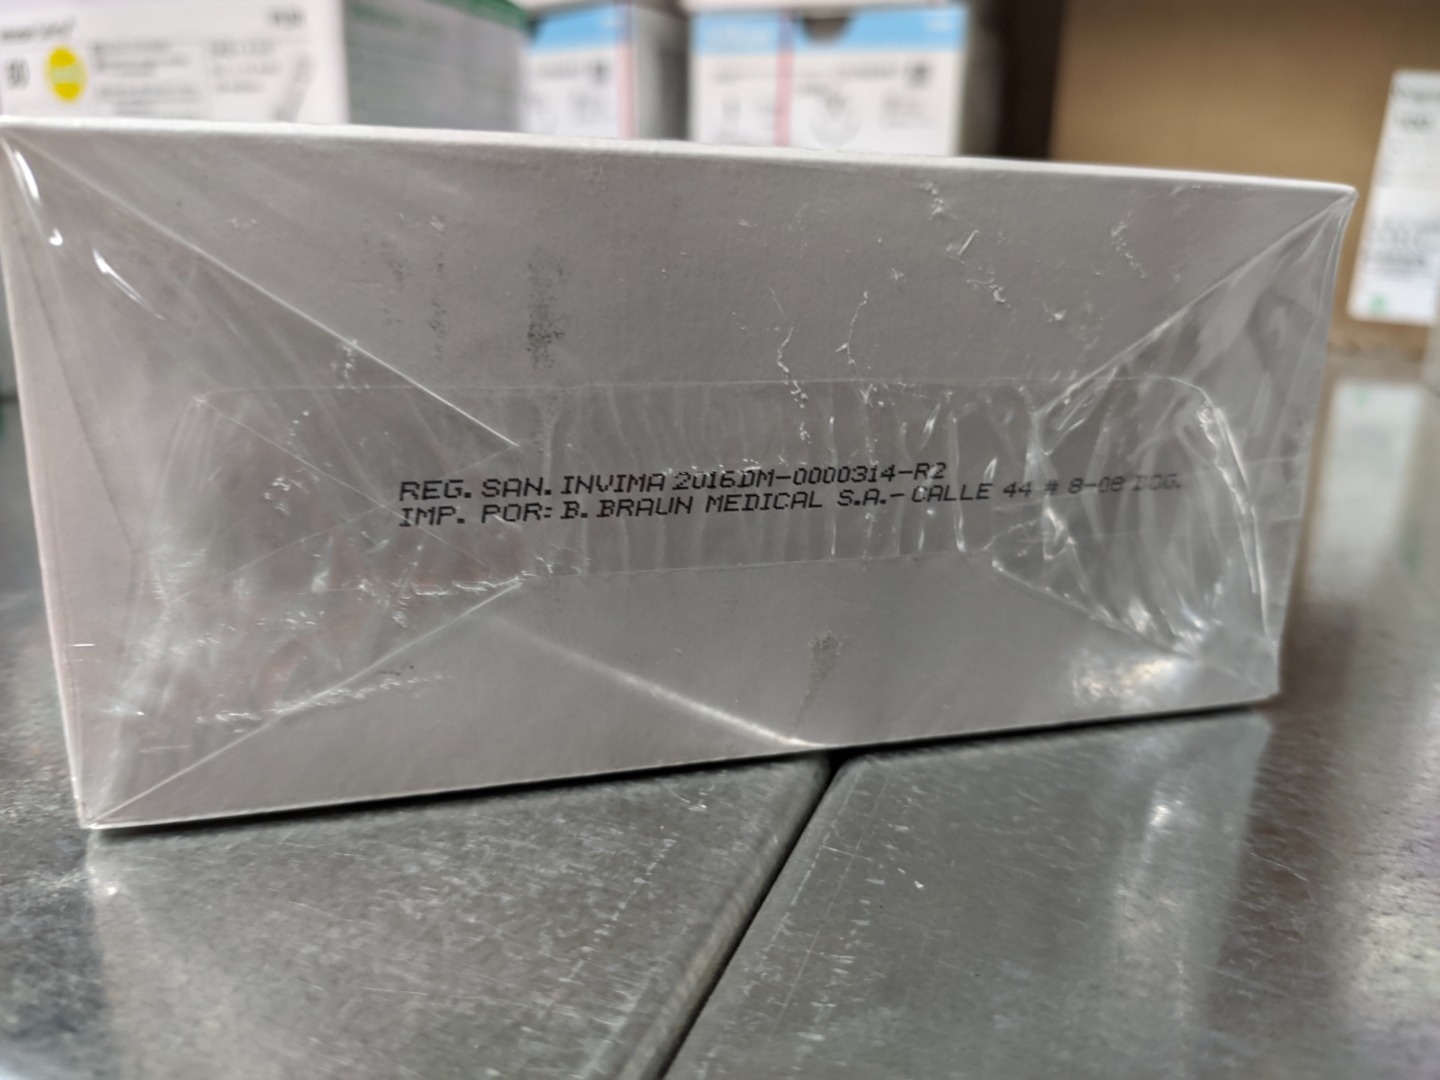 REG. SAN. INVIMA 2016DM-0000314-R2
IMP. POR: B. BRAUN MEDICAL S.A.- CALLE 44 # 8-08 BOG.